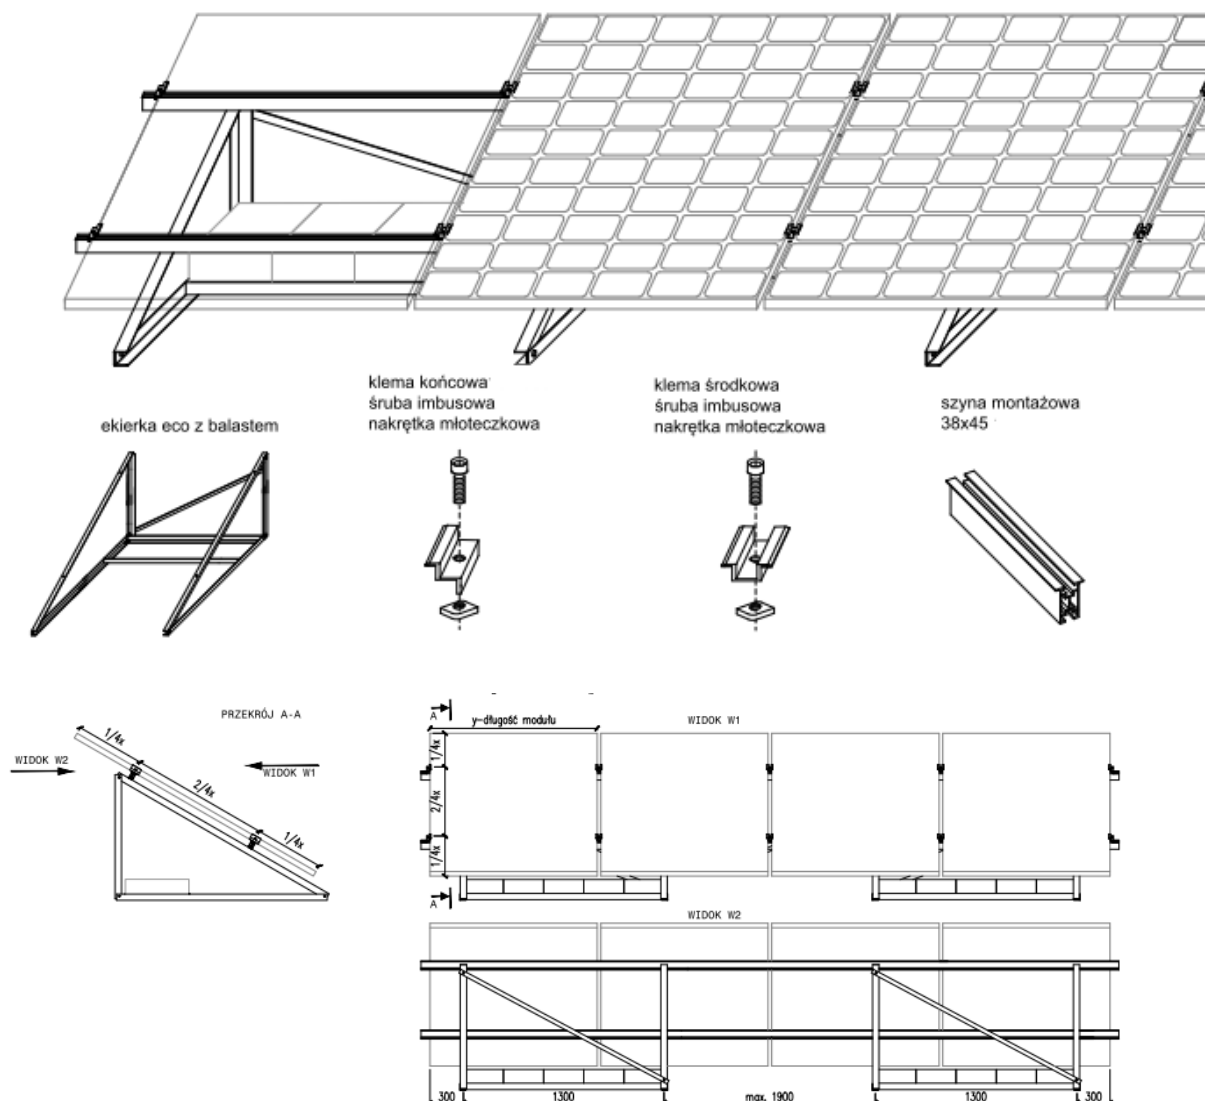 klema końcowa
śruba imbusowa
nakrętka młoteczkowa
klema środkowa
śruba imbusowa
nakrętka młoteczkowa
szyna montażowa
38x45
ekierka eco z balastem
PRZEKRÓJ A-A
WIDOK W2
WIDOK W1
1/4x
2/4x
1/4x
A
y-długość modułu
WIDOK W1
1/4x
2/4x
1/4x
A
WIDOK W2
300
1300
max. 1900
1300
300